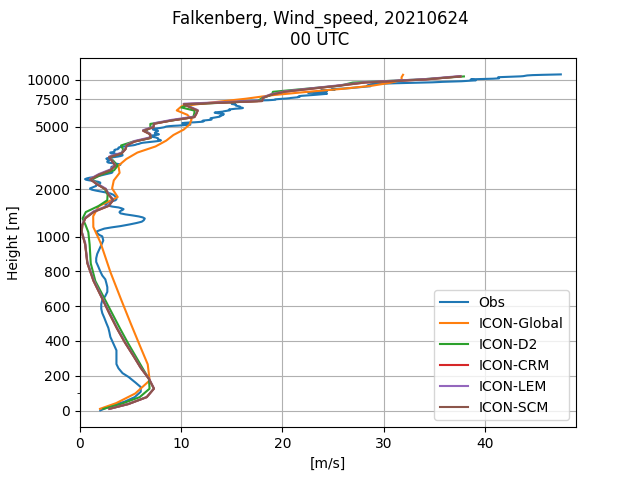 Falkenberg, Wind_speed, 20210624
00 UTC
10000
7500
5000
2000
1000
800
600
400
200
0
Height [m]
0 10 20 30 40
[m/s]
Obs
ICON-Global
ICON-D2
ICON-CRM
ICON-LEM
ICON-SCM